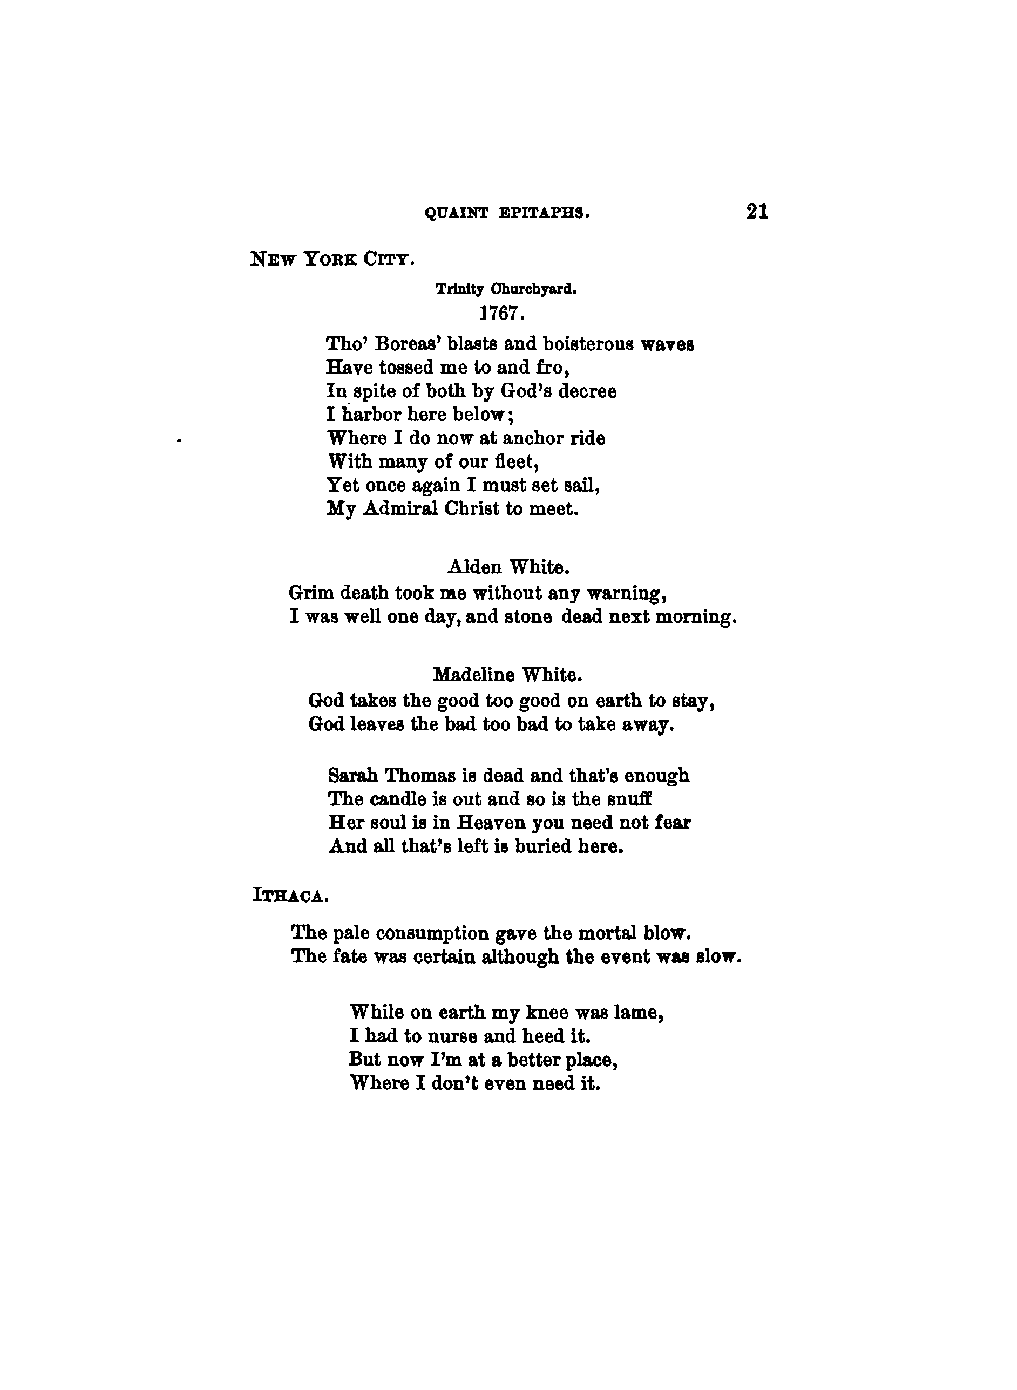 QUAINT EPITAPHS. 21
NEW YORK CITY.
Trinity Churchyard.
1767.
Tho' Boreas' blasts and boisterous waves
Have tossed me to and fro,
In spite of both by God's decree
I harbor here below;
Where I do now at anchor ride
With many of our fleet,
Yet once again I must set sail,
My Admiral Christ to meet.
Alden White.
Grim death took me without any warning,
I was well one day, and stone dead next morning.
Madeline White.
God takes the good too good on earth to stay,
God leaves the bad too bad to take away.
Sarah Thomas is dead and that's enough
The candle is out and so is the snuff
Her soul is in Heaven you need not fear
And all that's left is buried here.
ITHACA.
The pale consumption gave the mortal blow.
The fate was certain although the event was slow.
While on earth my knee was lame,
I had to nurse and heed it.
But now I'm at a better place,
Where I don't even need it.